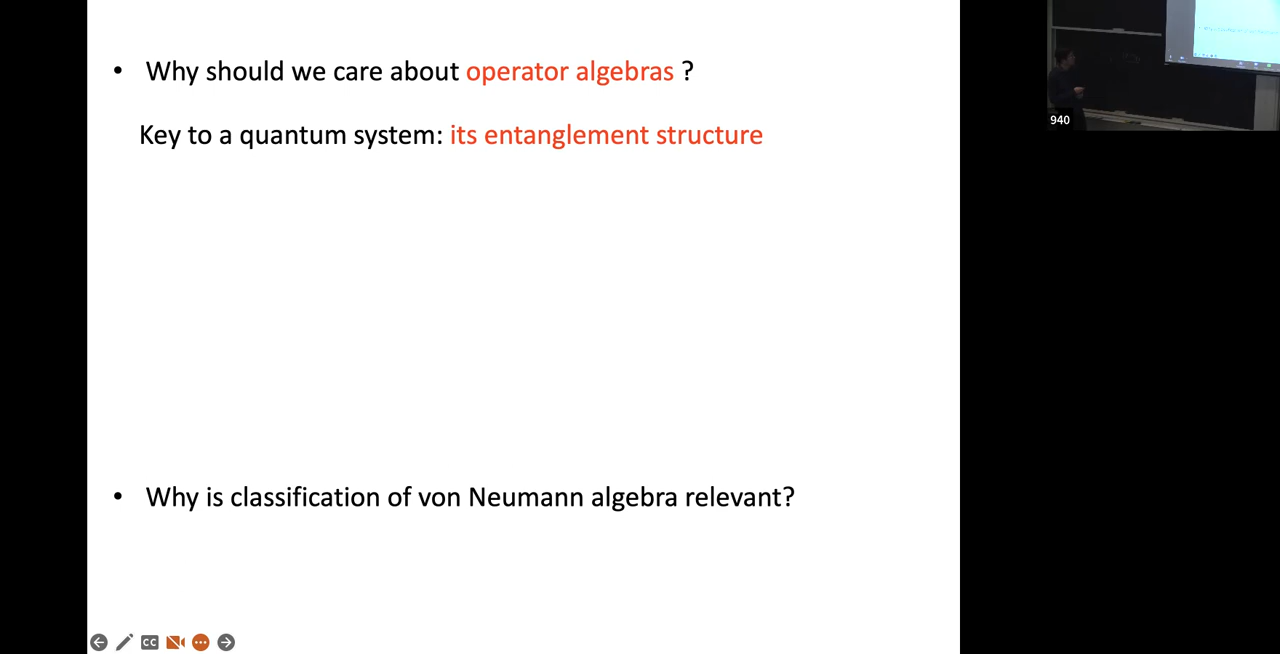 • Why should we care about operator algebras ?
Key to a quantum system: its entanglement structure
• Why is classification of von Neumann algebra relevant?
CC
940